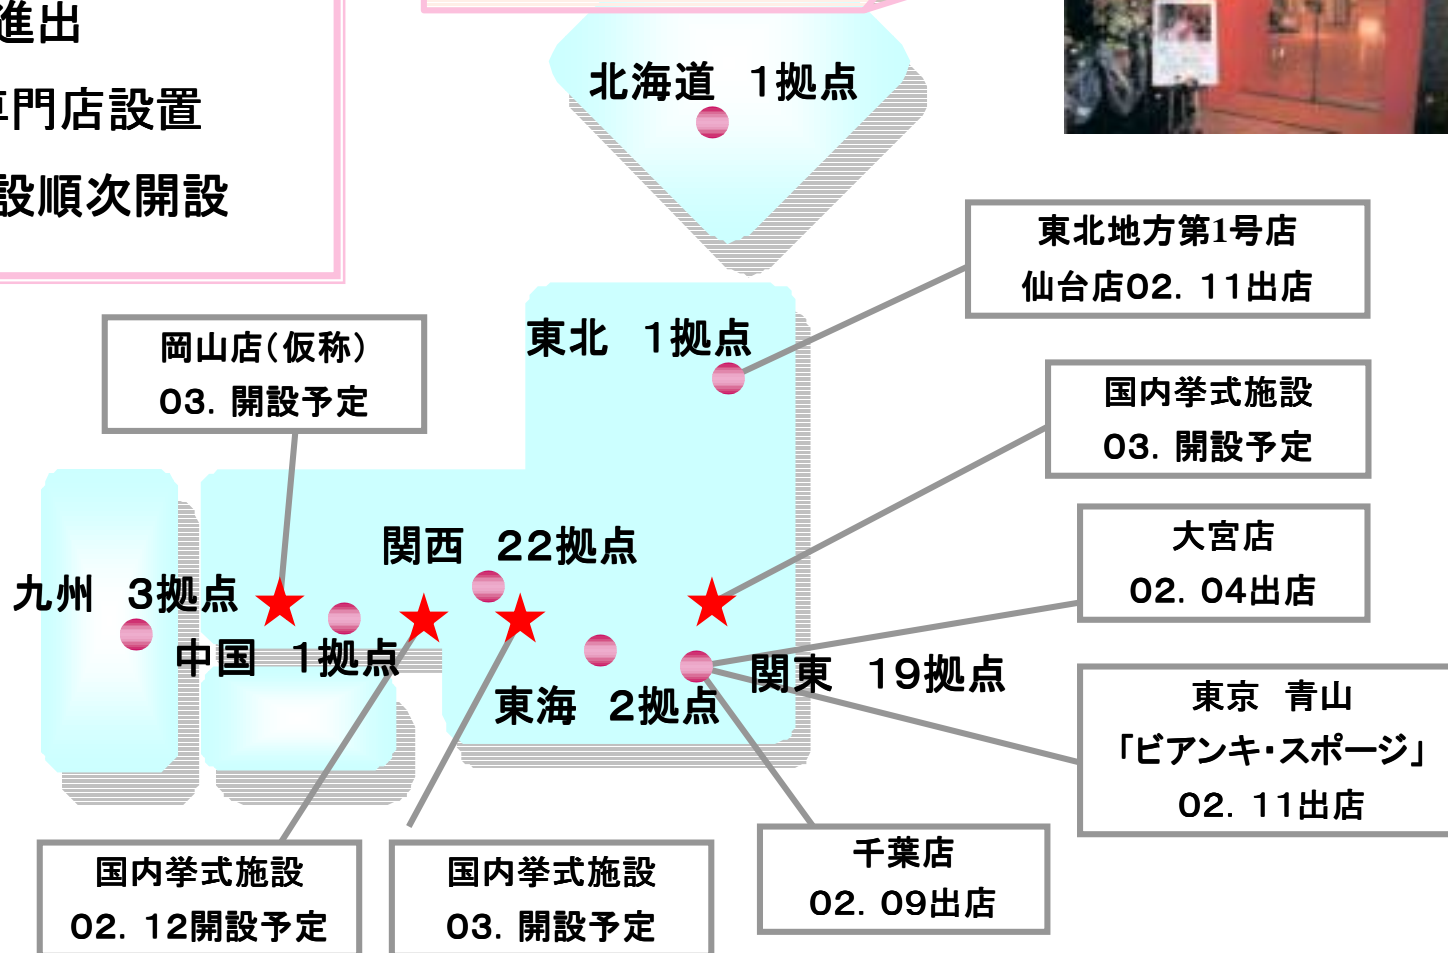 進出
専門店設置
設順次開設
北海道　1拠点
東北地方第1号店
仙台店02．11出店
東北　1拠点
岡山店（仮称）
03．開設予定
国内挙式施設
03．開設予定
大宮店
02．04出店
関西　22拠点
九州　3拠点
中国　1拠点
東海　2拠点
関東　19拠点
東京　青山
「ビアンキ・スポージ」
02．11出店
千葉店
02．09出店
国内挙式施設
02．12開設予定
国内挙式施設
03．開設予定